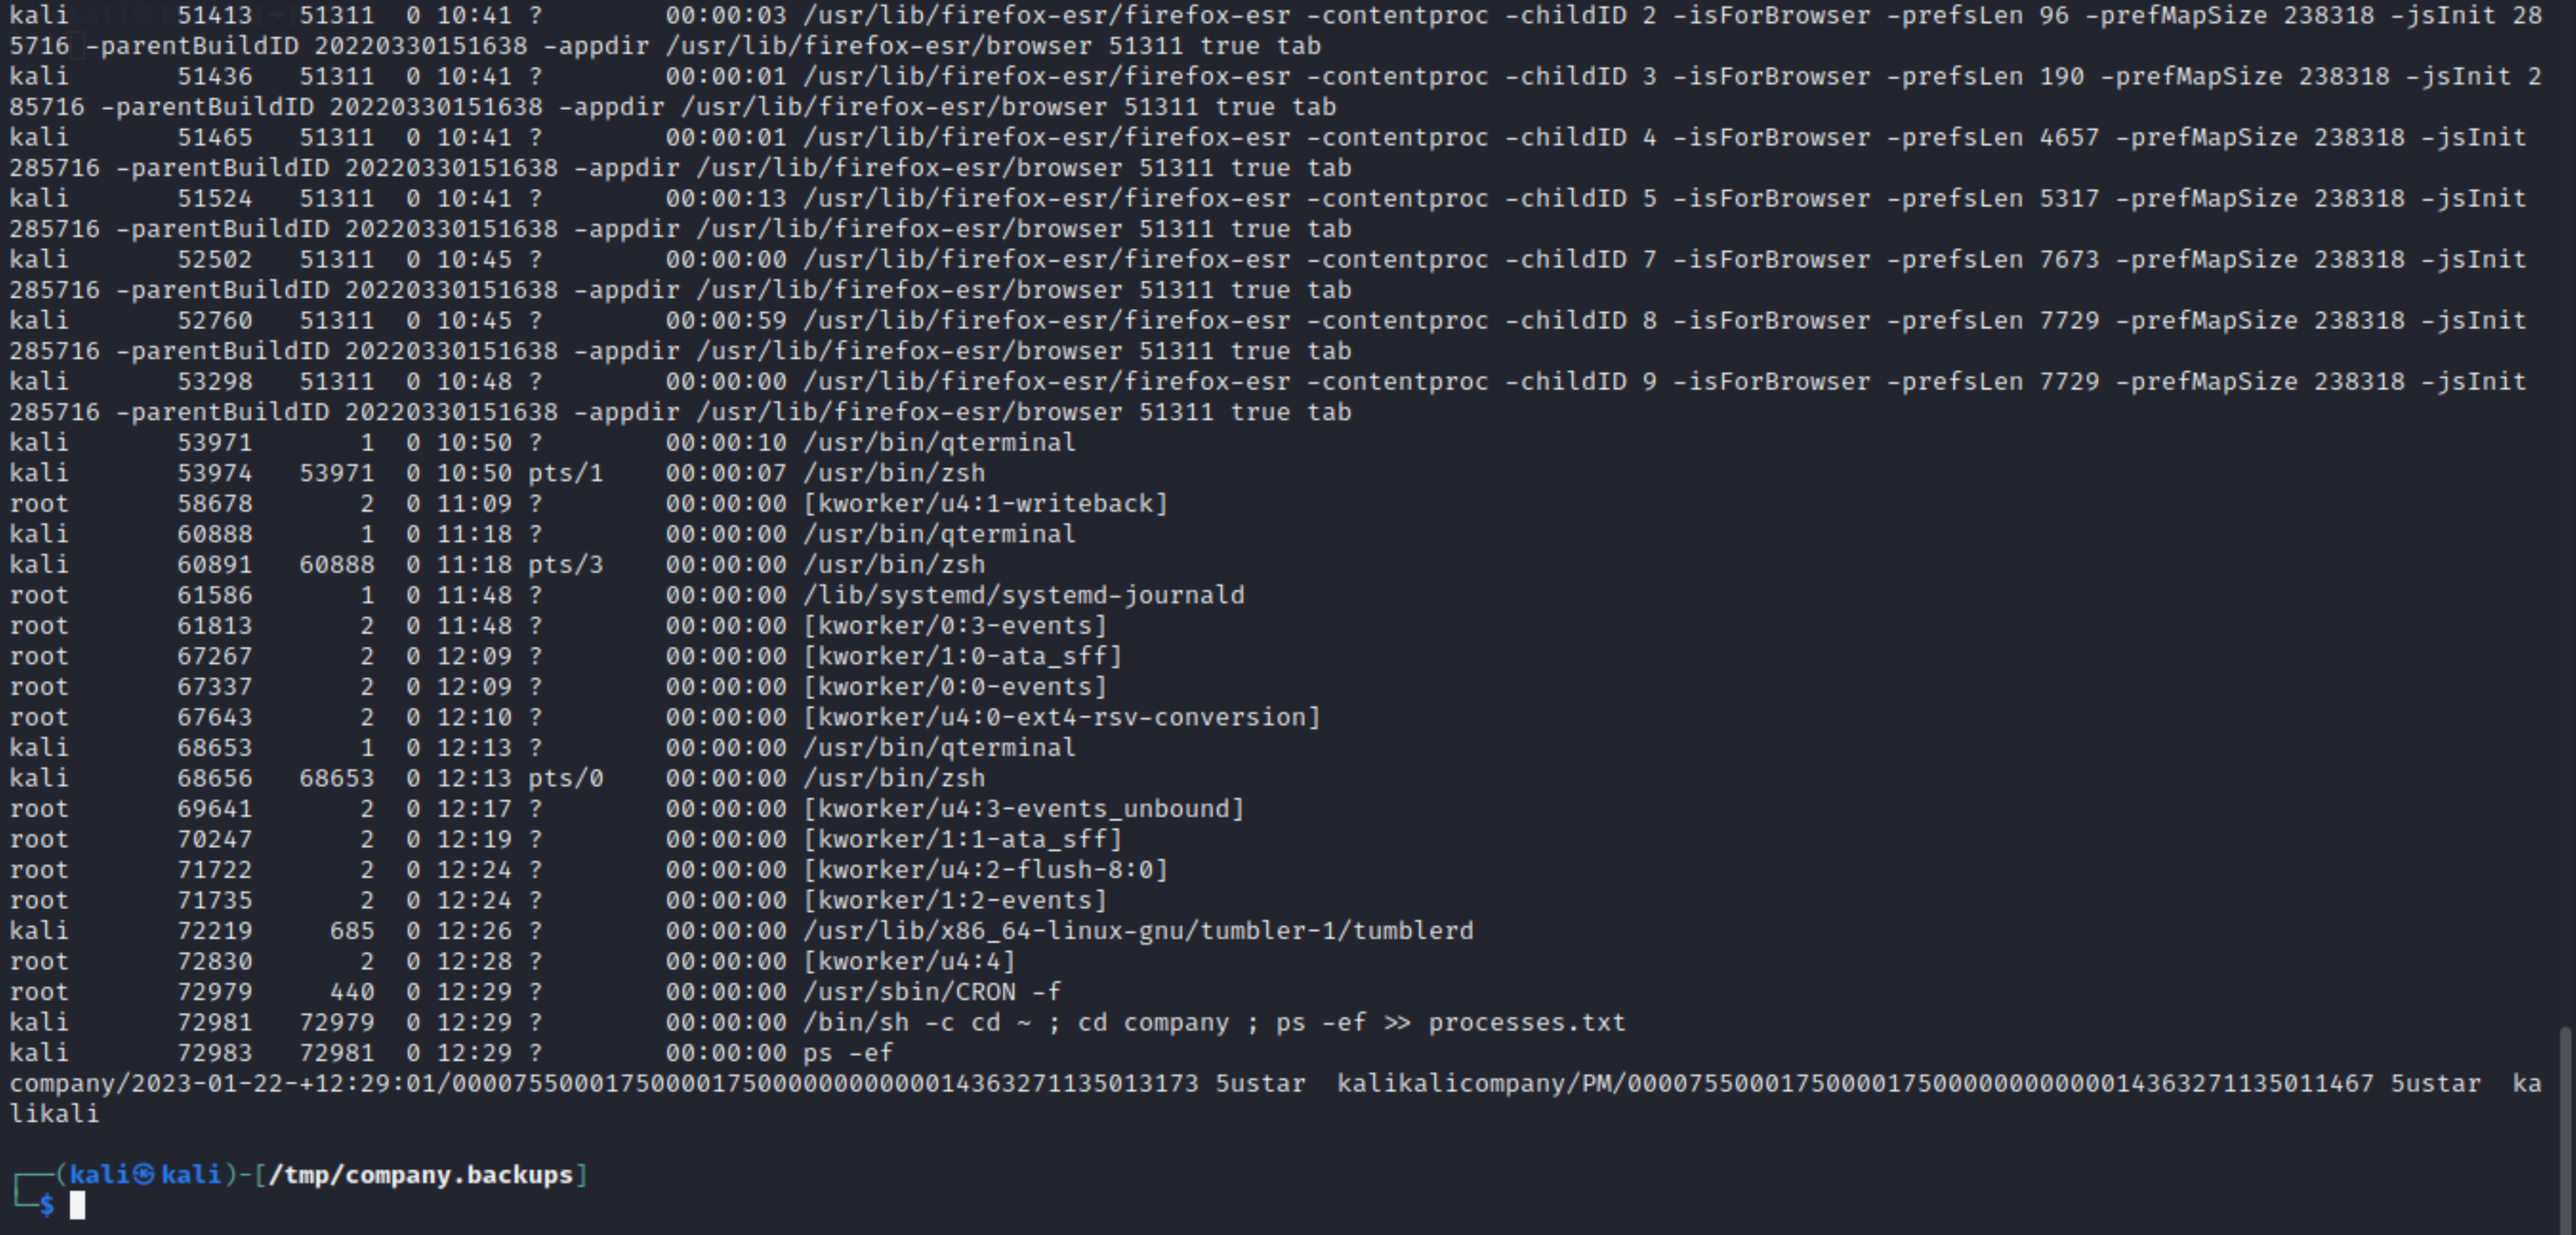 kali       51413   51311  0 10:41 ?        00:00:03 /usr/lib/firefox-esr/firefox-esr -contentproc -childID 2 -isForBrowser -prefsLen 96 -prefMapSize 238318 -jsInit 28
5716 -parentBuildID 20220330151638 -appdir /usr/lib/firefox-esr/browser 51311 true tab
kali       51436   51311  0 10:41 ?        00:00:01 /usr/lib/firefox-esr/firefox-esr -contentproc -childID 3 -isForBrowser -prefsLen 190 -prefMapSize 238318 -jsInit 2
85716 -parentBuildID 20220330151638 -appdir /usr/lib/firefox-esr/browser 51311 true tab
kali       51465   51311  0 10:41 ?        00:00:01 /usr/lib/firefox-esr/firefox-esr -contentproc -childID 4 -isForBrowser -prefsLen 4657 -prefMapSize 238318 -jsInit
285716 -parentBuildID 20220330151638 -appdir /usr/lib/firefox-esr/browser 51311 true tab
kali       51524   51311  0 10:41 ?        00:00:13 /usr/lib/firefox-esr/firefox-esr -contentproc -childID 5 -isForBrowser -prefsLen 5317 -prefMapSize 238318 -jsInit
285716 -parentBuildID 20220330151638 -appdir /usr/lib/firefox-esr/browser 51311 true tab
kali       52502   51311  0 10:45 ?        00:00:00 /usr/lib/firefox-esr/firefox-esr -contentproc -childID 7 -isForBrowser -prefsLen 7673 -prefMapSize 238318 -jsInit
285716 -parentBuildID 20220330151638 -appdir /usr/lib/firefox-esr/browser 51311 true tab
kali       52760   51311  0 10:45 ?        00:00:59 /usr/lib/firefox-esr/firefox-esr -contentproc -childID 8 -isForBrowser -prefsLen 7729 -prefMapSize 238318 -jsInit
285716 -parentBuildID 20220330151638 -appdir /usr/lib/firefox-esr/browser 51311 true tab
kali       53298   51311  0 10:48 ?        00:00:00 /usr/lib/firefox-esr/firefox-esr -contentproc -childID 9 -isForBrowser -prefsLen 7729 -prefMapSize 238318 -jsInit
285716 -parentBuildID 20220330151638 -appdir /usr/lib/firefox-esr/browser 51311 true tab
kali       53971       1  0 10:50 ?        00:00:10 /usr/bin/qterminal
kali       53974   53971  0 10:50 pts/1    00:00:07 /usr/bin/zsh
root       58678       2  0 11:09 ?        00:00:00 [kworker/u4:1-writeback]
kali       60888       1  0 11:18 ?        00:00:00 /usr/bin/qterminal
kali       60891   60888  0 11:18 pts/3    00:00:00 /usr/bin/zsh
root       61586       1  0 11:48 ?        00:00:00 /lib/systemd/systemd-journald
root       61813       2  0 11:48 ?        00:00:00 [kworker/0:3-events]
root       67267       2  0 12:09 ?        00:00:00 [kworker/1:0-ata_sff]
root       67337       2  0 12:09 ?        00:00:00 [kworker/0:0-events]
root       67643       2  0 12:10 ?        00:00:00 [kworker/u4:0-ext4-rsv-conversion]
kali       68653       1  0 12:13 ?        00:00:00 /usr/bin/qterminal
kali       68656   68653  0 12:13 pts/0    00:00:00 /usr/bin/zsh
root       69641       2  0 12:17 ?        00:00:00 [kworker/u4:3-events_unbound]
root       70247       2  0 12:19 ?        00:00:00 [kworker/1:1-ata_sff]
root       71722       2  0 12:24 ?        00:00:00 [kworker/u4:2-flush-8:0]
root       71735       2  0 12:24 ?        00:00:00 [kworker/1:2-events]
kali       72219     685  0 12:26 ?        00:00:00 /usr/lib/x86_64-linux-gnu/tumbler-1/tumblerd
root       72830       2  0 12:28 ?        00:00:00 [kworker/u4:4]
root       72979     440  0 12:29 ?        00:00:00 /usr/sbin/CRON -f
kali       72981   72979  0 12:29 ?        00:00:00 /bin/sh -c cd ~ ; cd company ; ps -ef >> processes.txt
kali       72983   72981  0 12:29 ?        00:00:00 ps -ef
company/2023-01-22-+12:29:01/0000755000175000017500000000000014363271135013173 5ustar  kalikalicompany/PM/0000755000175000017500000000000014363271135011467 5ustar  ka
likali
┌──(kali㉿kali)-[/tmp/company.backups]
└─$